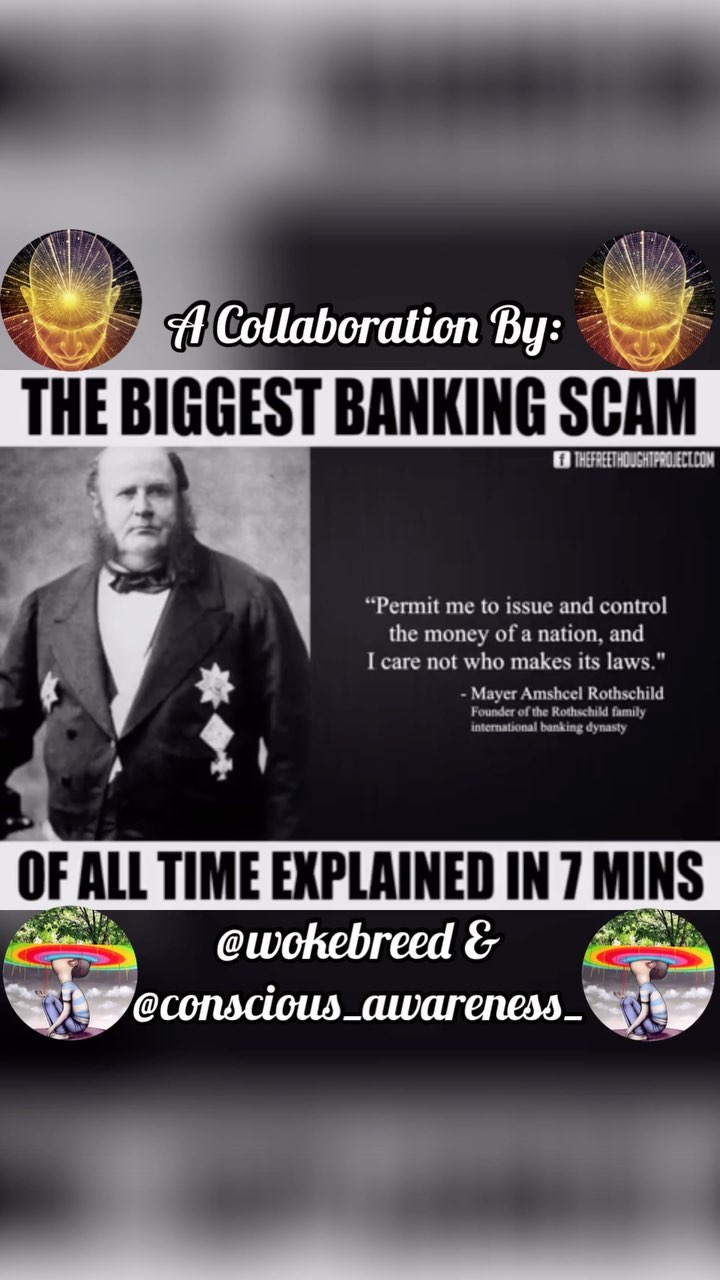 A Collaboration By:
THE BIGGEST BANKING SCAM
f THEFREETHOUGHTPROJECT.COM
“Permit me to issue and control
the money of a nation, and
I care not who makes its laws."
- Mayer Amshcel Rothschild
Founder of the Rothschild family
international banking dynasty
OF ALL TIME EXPLAINED IN 7 MINS
@wokebreed &
@conscious_awareness_